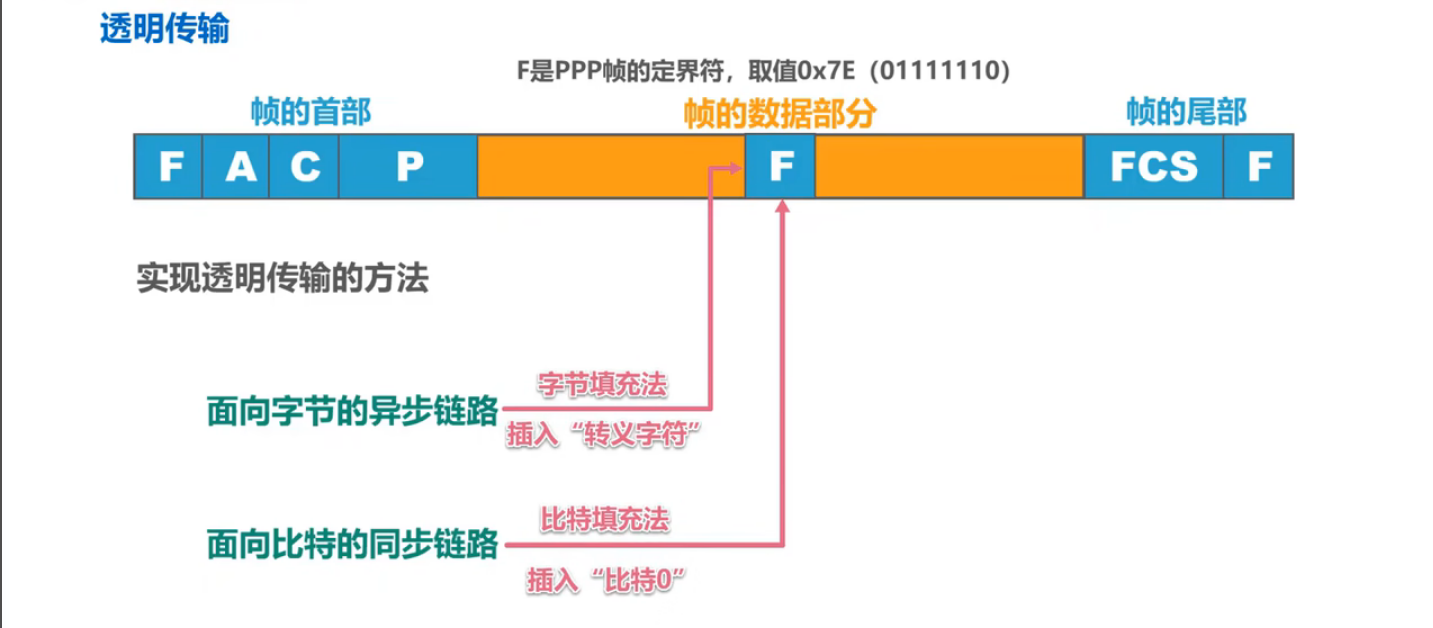 透明传输
F是PPP帧的定界符，取值0x7E（01111110）
帧的首部 帧的数据部分 帧的尾部
F A C P F FCS F
实现透明传输的方法
字节填充法
面向字节的异步链路
插入“转义字符”
比特填充法
面向比特的同步链路
插入“比特0”